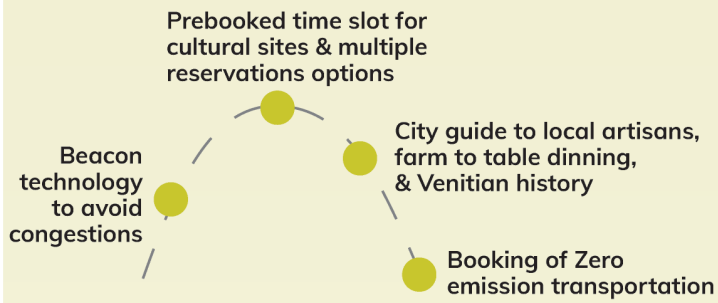 Prebooked time slot for
cultural sites & multiple
reservations options
Beacon
technology
to avoid
congestions
City guide to local artisans,
farm to table dinning,
& Venitian history
Booking of Zero
emission transportation